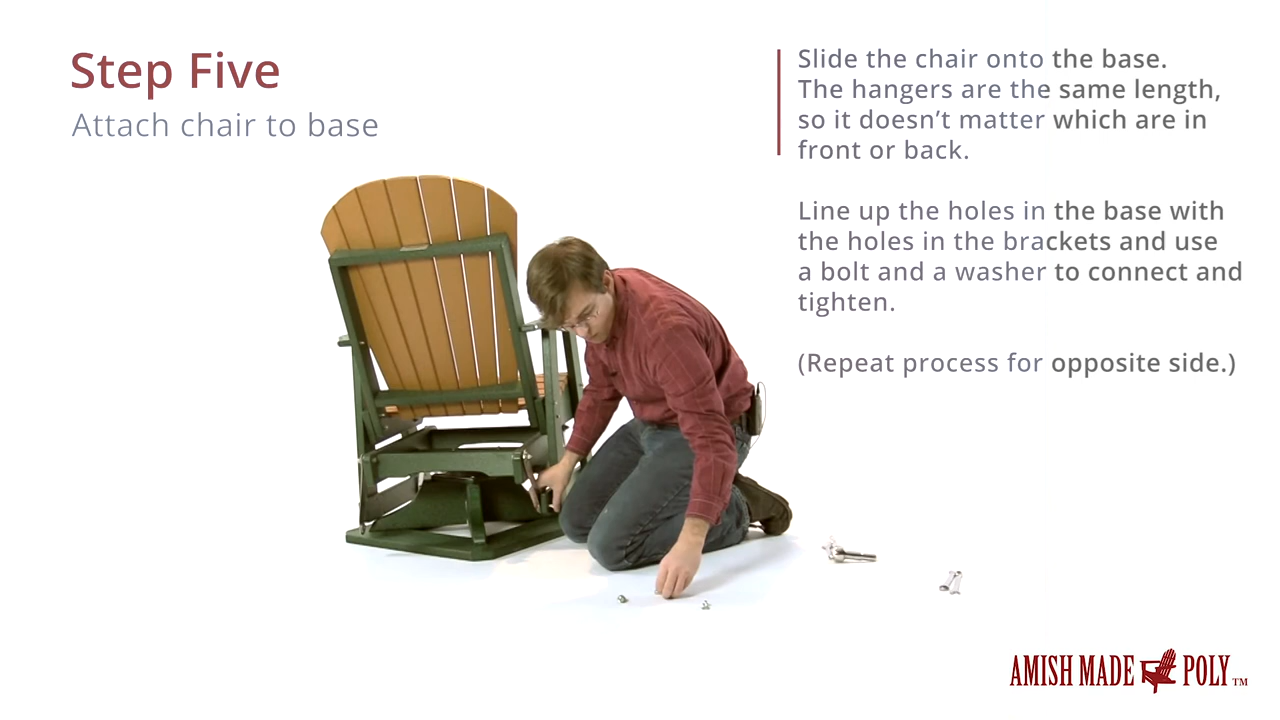 Step Five
Attach chair to base
Slide the chair onto the base.
The hangers are the same length,
so it doesn’t matter which are in
front or back.
Line up the holes in the base with
the holes in the brackets and use
a bolt and a washer to connect and
tighten.
(Repeat process for opposite side.)
AMISH MADE POLY TM